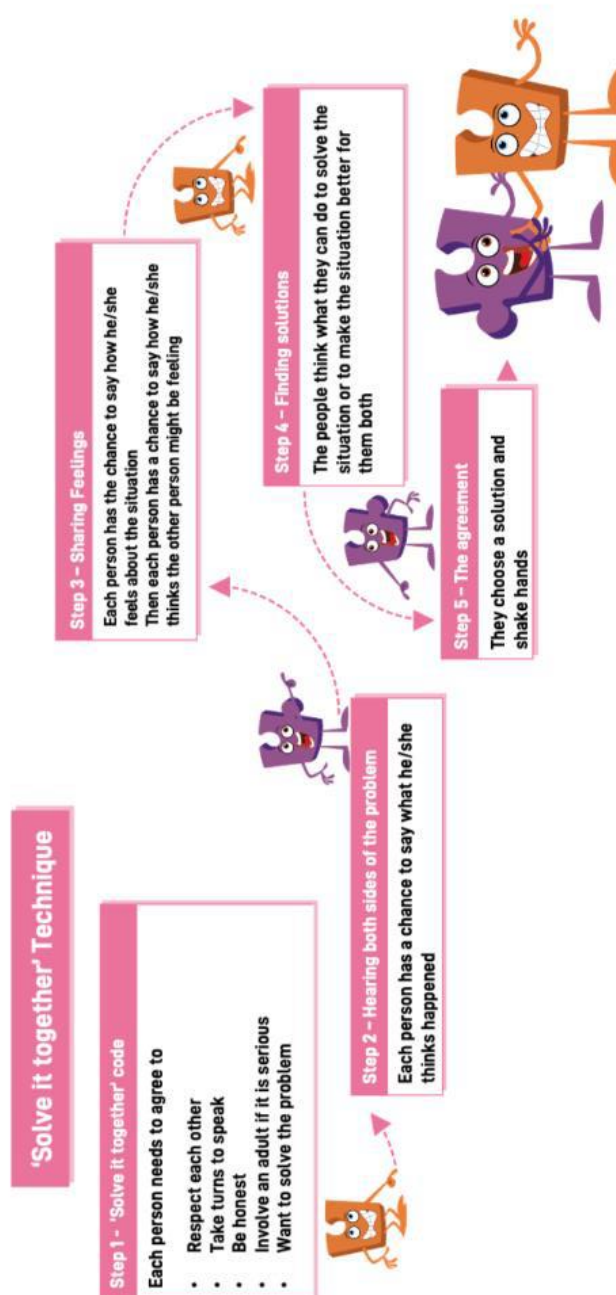 'Solve it together' Technique
Step 1 - 'Solve it together' code
Each person needs to agree to
• Respect each other
• Take turns to speak
• Be honest
• Involve an adult if it is serious
• Want to solve the problem
Step 2 – Hearing both sides of the problem
Each person has a chance to say what he/she
thinks happened
Step 3 – Sharing Feelings
Each person has the chance to say how he/she
feels about the situation
Then each person has a chance to say how he/she
thinks the other person might be feeling
Step 4 – Finding solutions
The people think what they can do to solve the
situation or to make the situation better for
them both
Step 5 – The agreement
They choose a solution and
shake hands